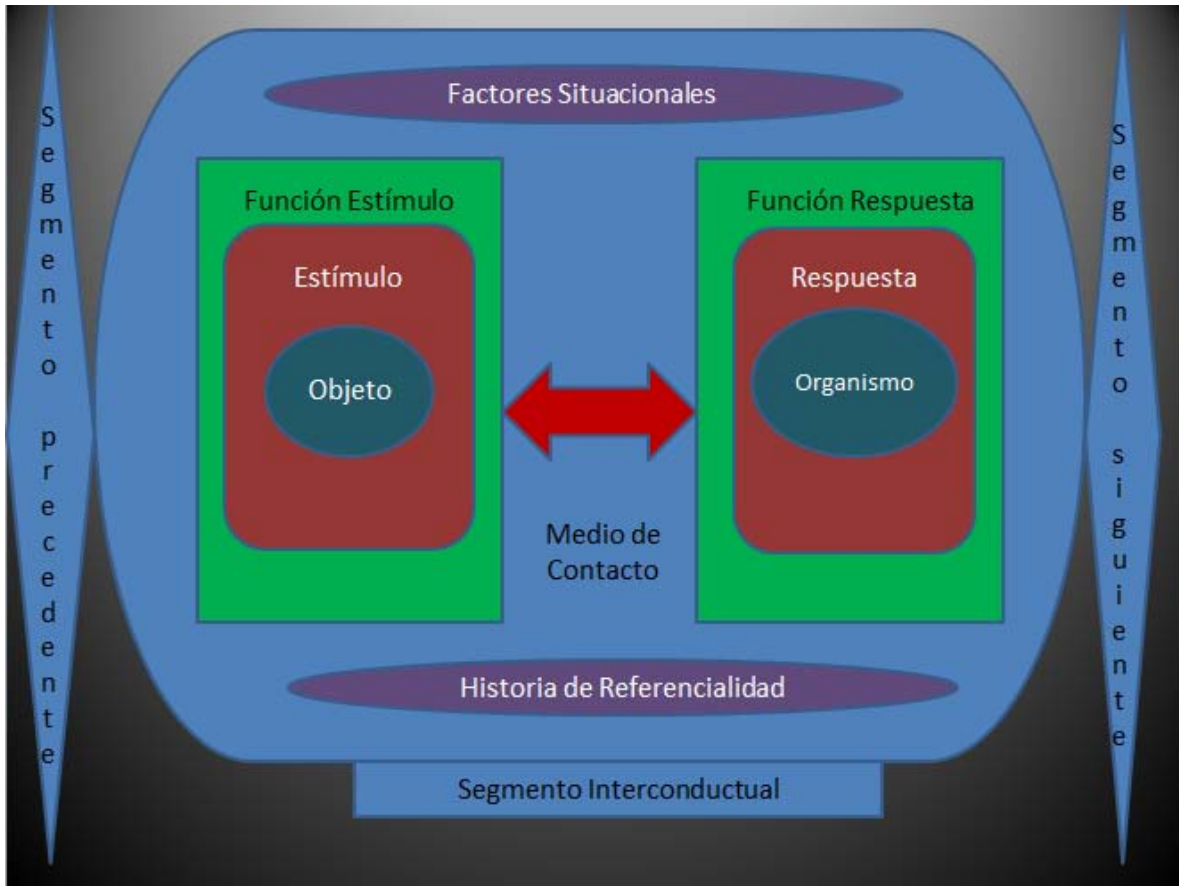 Segmento precedente
Factores Situacionales
Función Estímulo
Estímulo
Objeto
Medio de
Contacto
Función Respuesta
Respuesta
Organismo
Historia de Referencialidad
Segmento Interconductual
Segmento siguiente